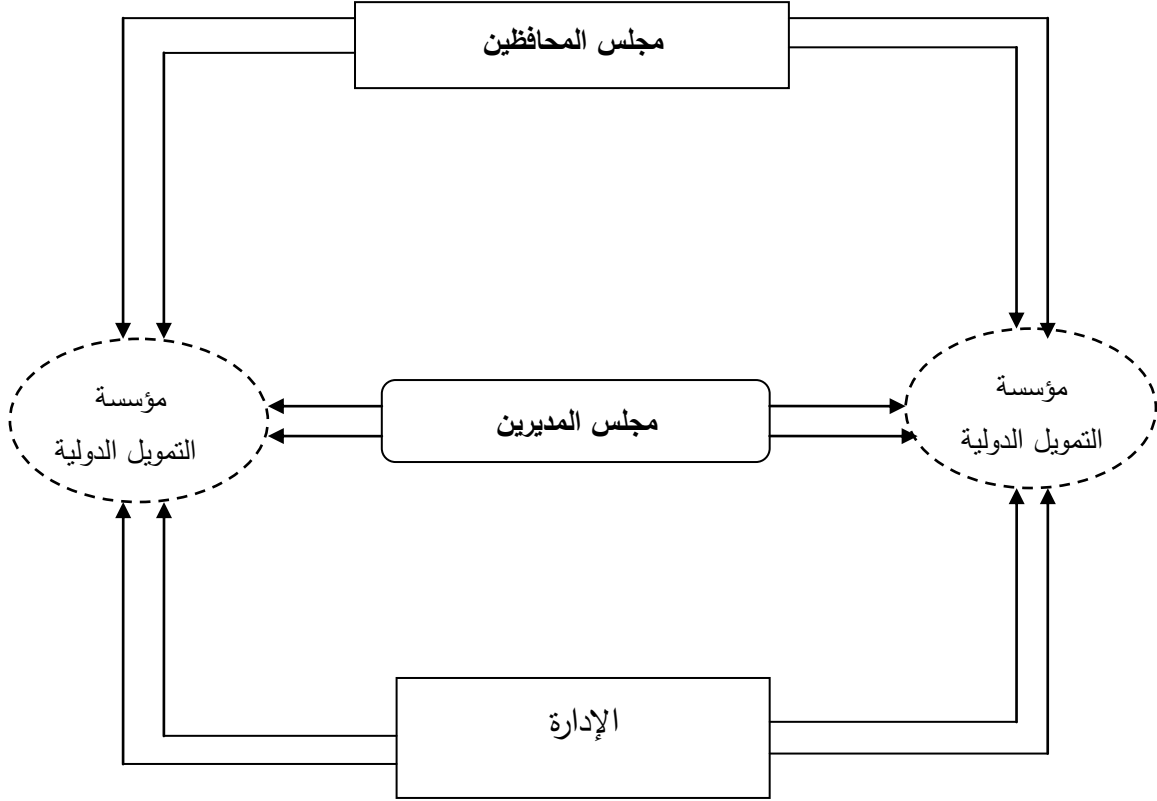 مجلس المحافظين
مؤسسة
التمويل الدولية
مجلس المديرين
مؤسسة
التمويل الدولية
الإدارة